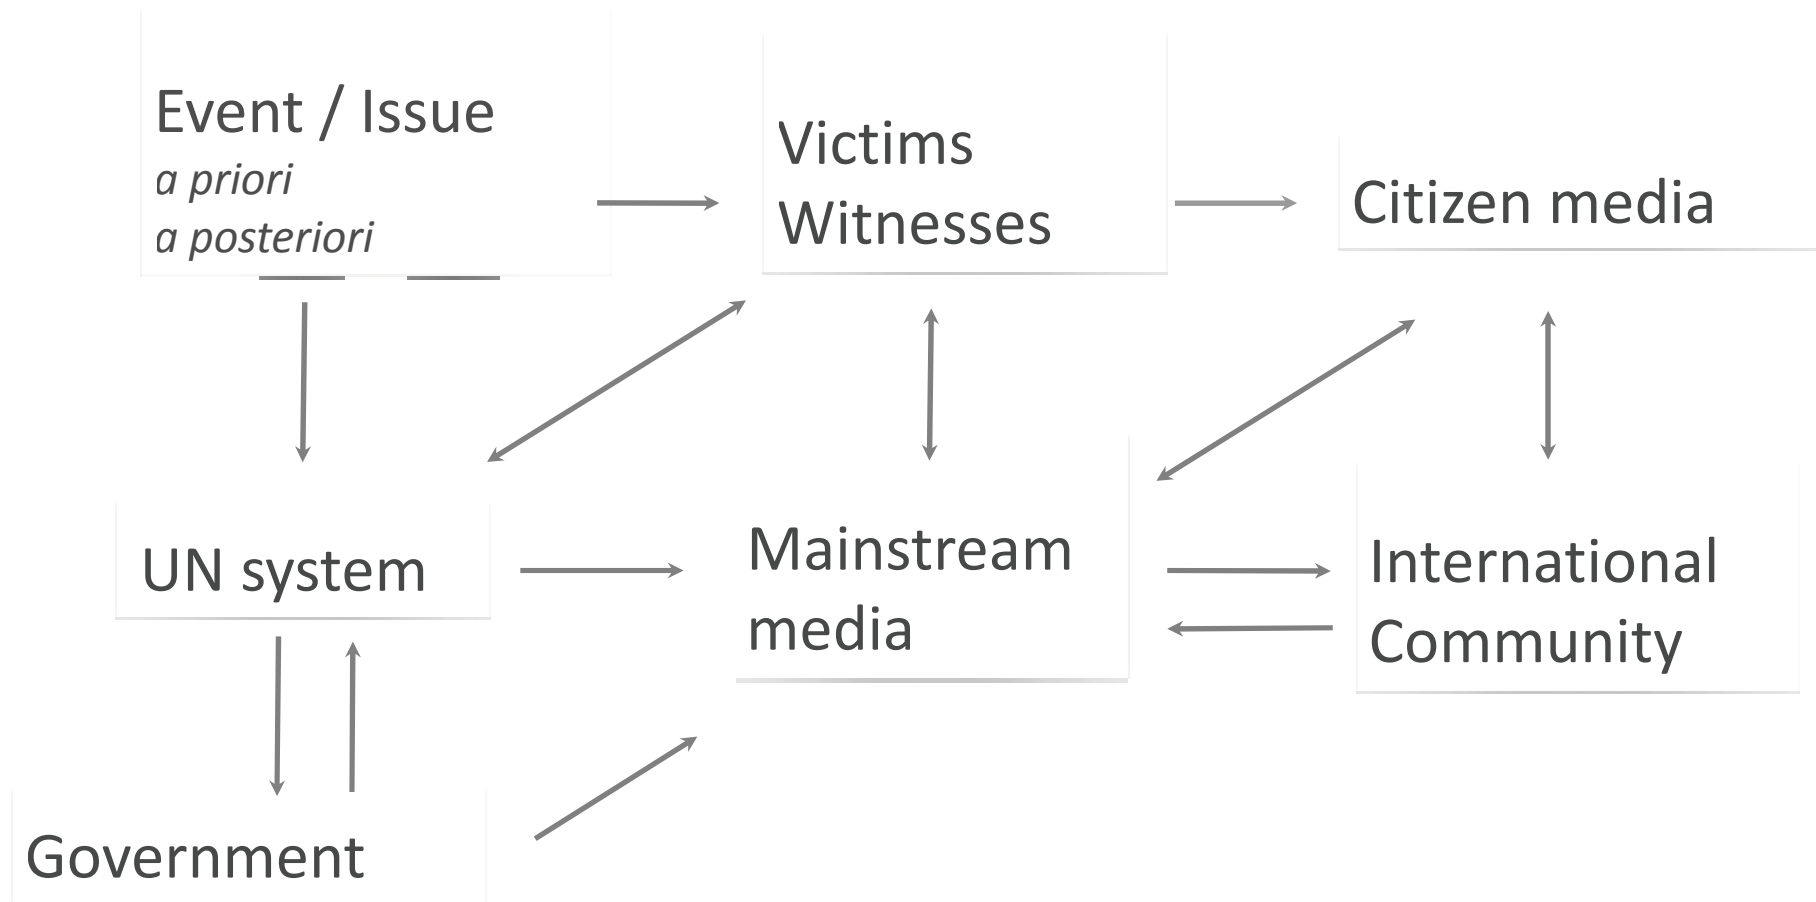 Event / Issue
a priori
a posteriori
Victims
Witnesses
Citizen media
UN system
Mainstream
media
International
Community
Government